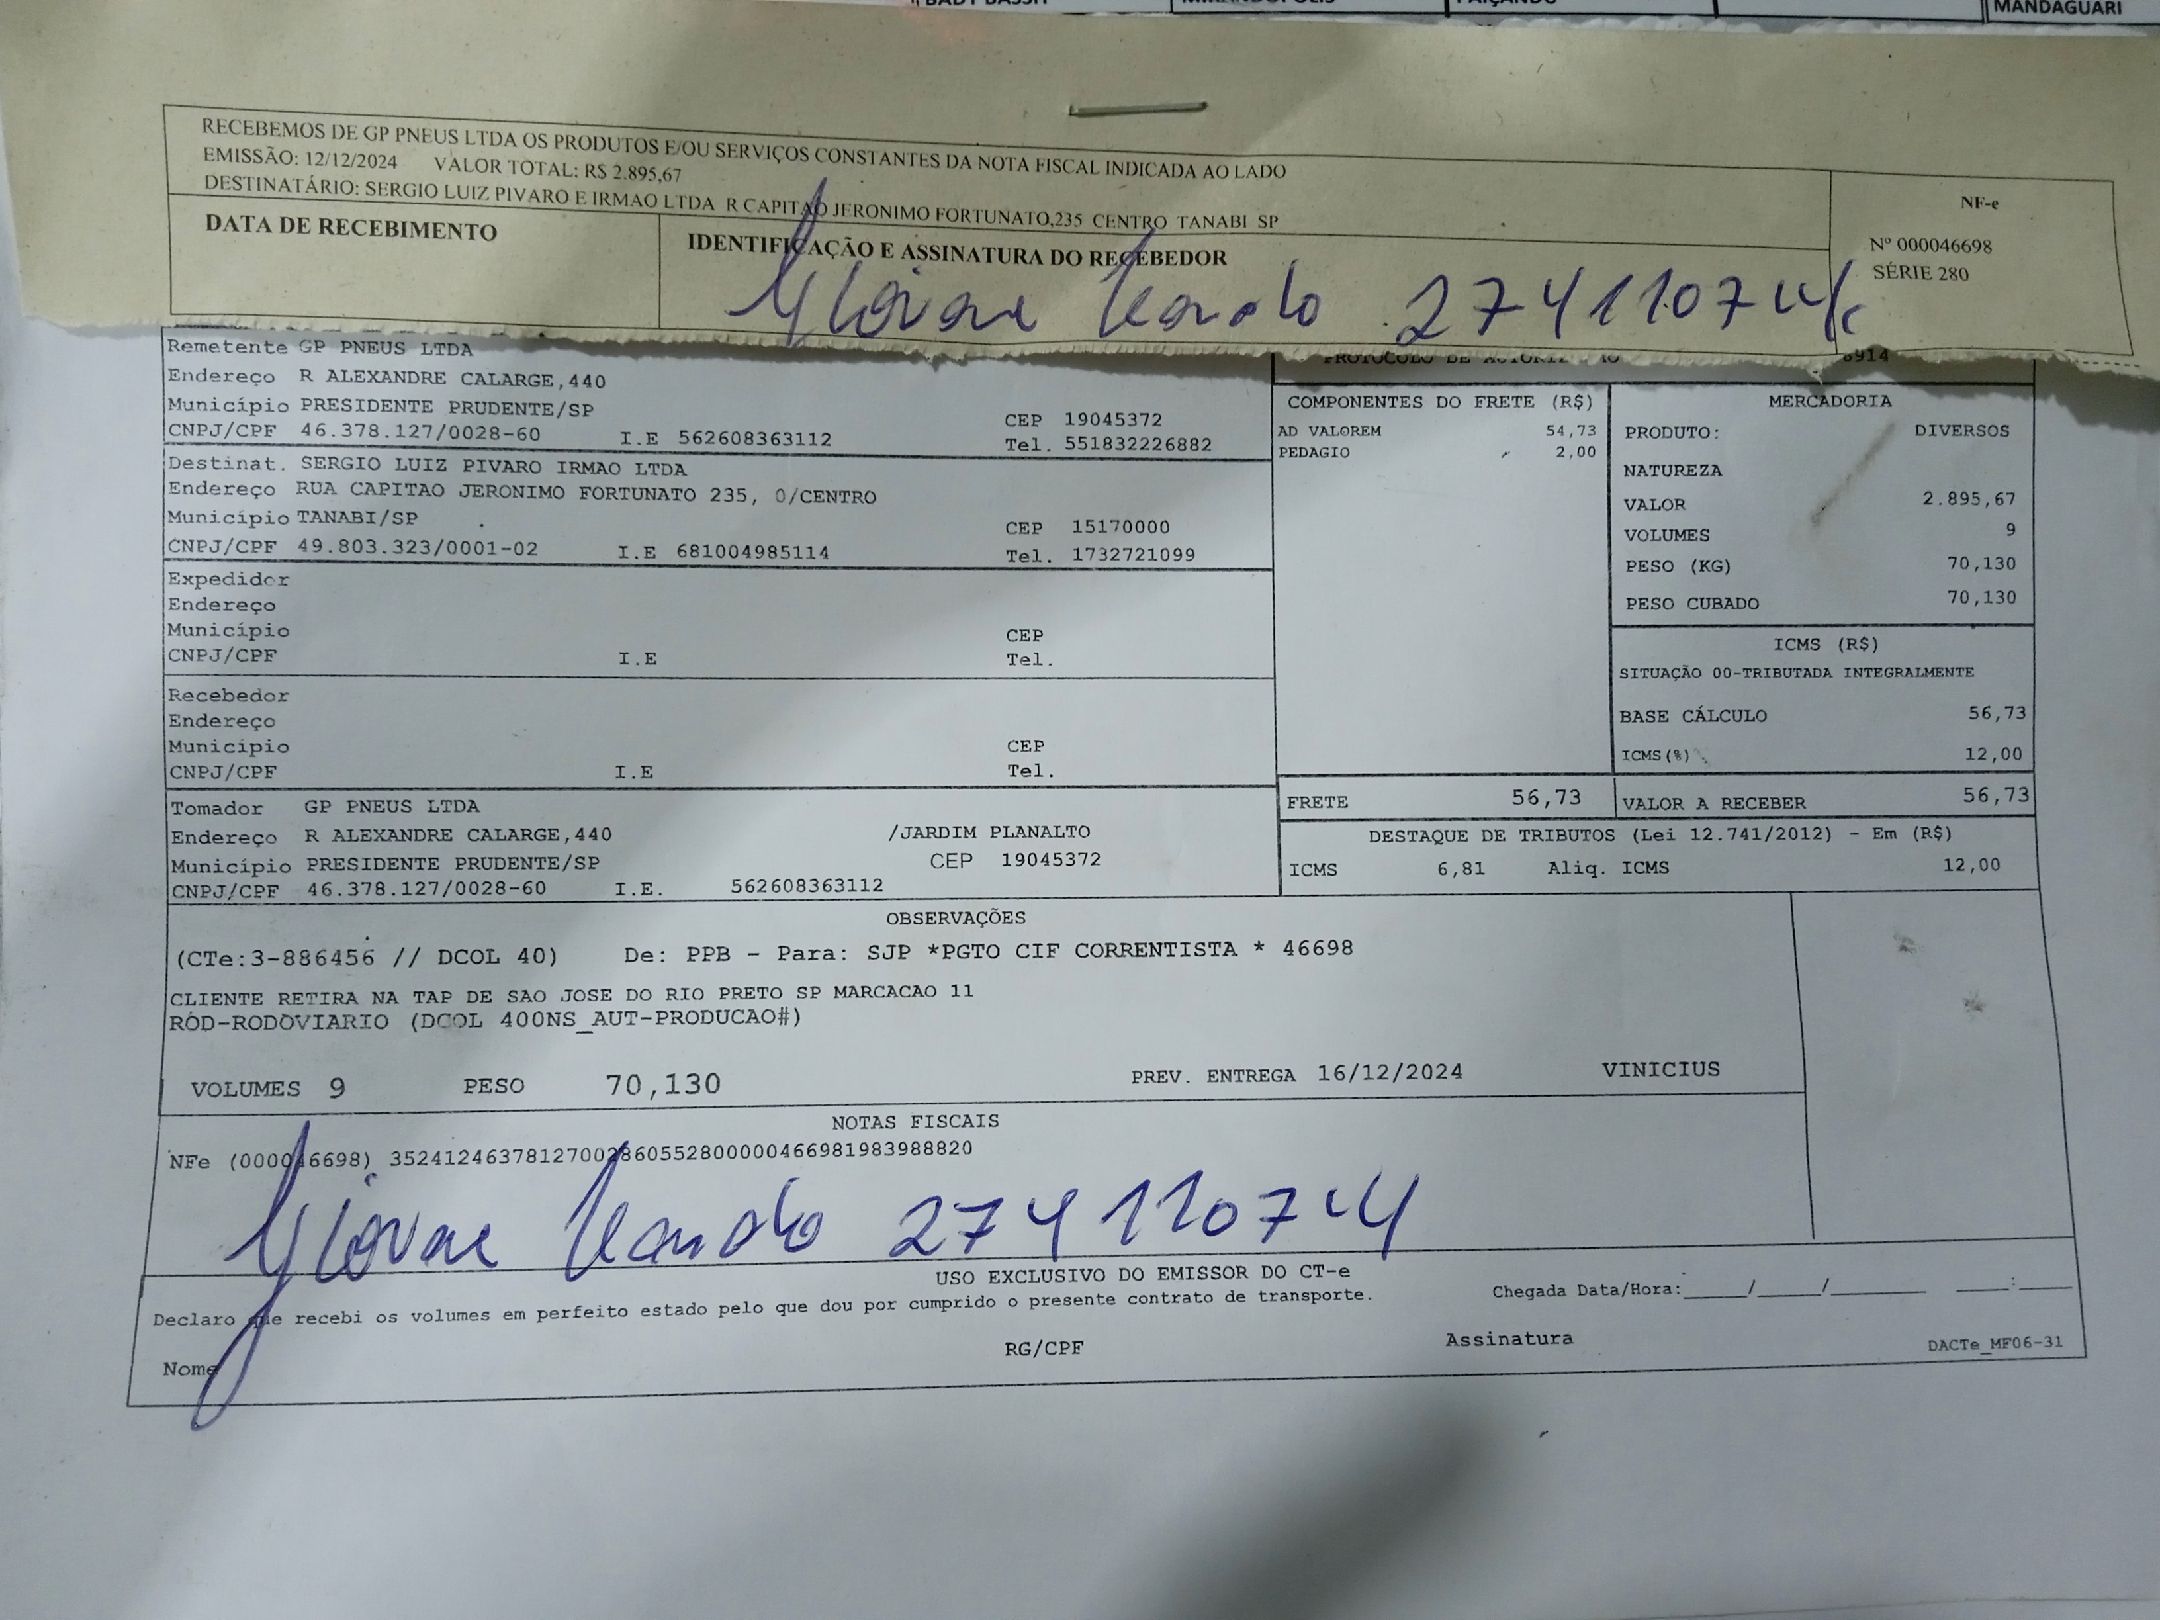 MANDAGUARI
RECEBEMOS DE GP PNEUS LTDA OS PRODUTOS E/OU SERVIÇOS CONSTANTES DA NOTA FISCAL INDICADA AO LADO
EMISSÃO: 12/12/2024 VALOR TOTAL: R$ 2.895,67
DESTINATÁRIO: SERGIO LUIZ PIVARO E IRMAO LTDA R CAPITAO JERONIMO FORTUNATO,235 CENTRO TANABI SP
NF-e
Nº 000046698
SÉRIE 280
DATA DE RECEBIMENTO
IDENTIFICAÇÃO E ASSINATURA DO RECEBEDOR
274110744
Remetente GP PNEUS LTDA
Endereço R ALEXANDRE CALARGE,440
Município PRESIDENTE PRUDENTE/SP CEP 19045372
CNPJ/CPF 46.378.127/0028-60 I.E 562608363112 Tel. 551832226882
Destinat. SERGIO LUIZ PIVARO IRMAO LTDA
Endereço RUA CAPITAO JERONIMO FORTUNATO 235, 0/CENTRO
Município TANABI/SP CEP 15170000
CNPJ/CPF 49.803.323/0001-02 I.E 681004985114 Tel. 1732721099
Expedidor
Endereço
Município CEP
CNPJ/CPF I.E Tel.
Recebedor
Endereço
Município CEP
CNPJ/CPF I.E Tel.
Tomador GP PNEUS LTDA
Endereço R ALEXANDRE CALARGE,440 /JARDIM PLANALTO
Município PRESIDENTE PRUDENTE/SP CEP 19045372
CNPJ/CPF 46.378.127/0028-60 I.E. 562608363112
PROTOCOLO DE
COMPONENTES DO FRETE (R$)
AD VALOREM 54,73
PEDAGIO 2,00
MERCADORIA
PRODUTO: DIVERSOS
NATUREZA
VALOR 2.895,67
VOLUMES 9
PESO (KG) 70,130
PESO CUBADO 70,130
ICMS (R$)
SITUAÇÃO 00-TRIBUTADA INTEGRALMENTE
BASE CÁLCULO 56,73
ICMS(%) 12,00
FRETE 56,73 VALOR A RECEBER 56,73
DESTAQUE DE TRIBUTOS (Lei 12.741/2012) - Em (R$)
ICMS 6,81 Aliq. ICMS 12,00
OBSERVAÇÕES
(CTe:3-886456 // DCOL 40) De: PPB - Para: SJP *PGTO CIF CORRENTISTA * 46698
CLIENTE RETIRA NA TAP DE SAO JOSE DO RIO PRETO SP MARCACAO 11
ROD-RODOVIARIO (DCOL 400NS_AUT-PRODUCAO#)
VOLUMES 9 PESO 70,130 PREV. ENTREGA 16/12/2024 VINICIUS
NOTAS FISCAIS
NFe (000046698) 35241246378127002860552800000466981983988820
274110744
USO EXCLUSIVO DO EMISSOR DO CT-e
Declaro que recebi os volumes em perfeito estado pelo que dou por cumprido o presente contrato de transporte. Chegada Data/Hora:____/____/______ ____:____
Nome RG/CPF Assinatura DACTe_MF06-31